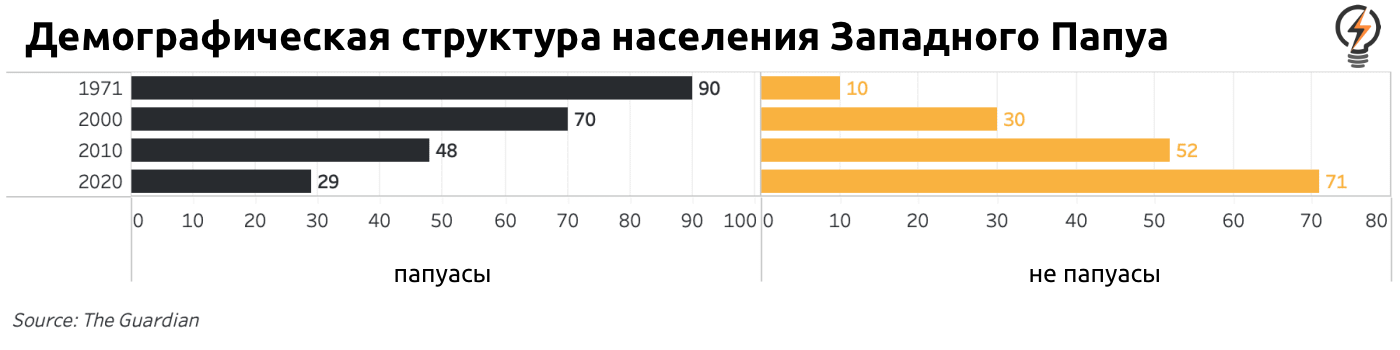 Демографическая структура населения Западного Папуа
1971 90 10
2000 70 30
2010 48 52
2020 29 71
0 10 20 30 40 50 60 70 80 90 100 0 10 20 30 40 50 60 70 80
папуасы не папуасы
Source: The Guardian